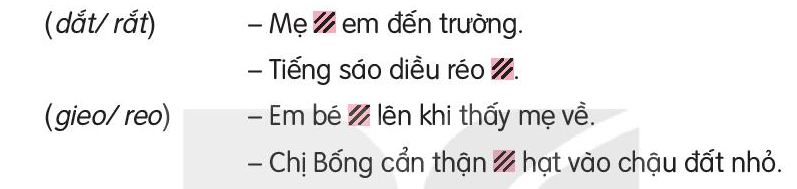 (dắt/ rắt) – Mẹ em đến trường.
– Tiếng sáo diều réo .
(gieo/ reo) – Em bé lên khi thấy mẹ về.
– Chị Bống cẩn thận hạt vào chậu đất nhỏ.